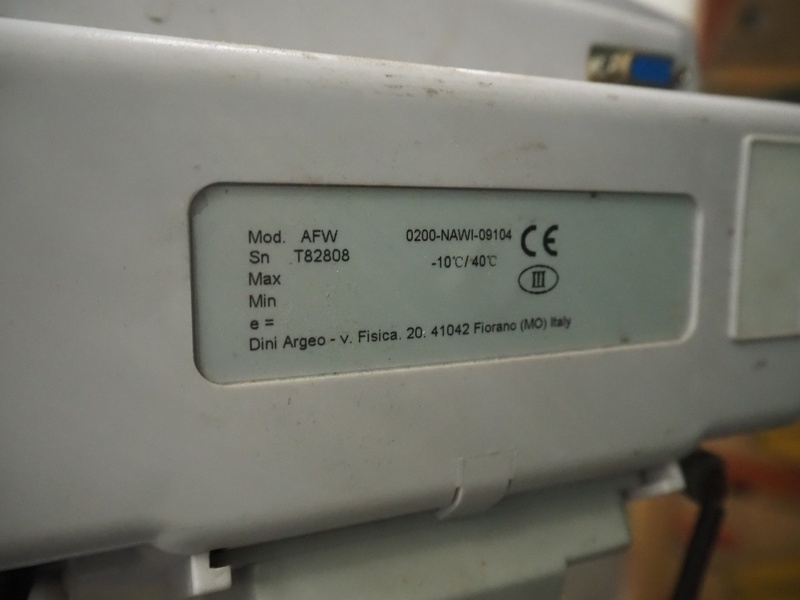 Mod. AFW 0200-NAWI-09104 CE
Sn T82808 -10℃/40℃
Max III
Min
e =
Dini Argeo - v. Fisica. 20. 41042 Fiorano (MO) Italy